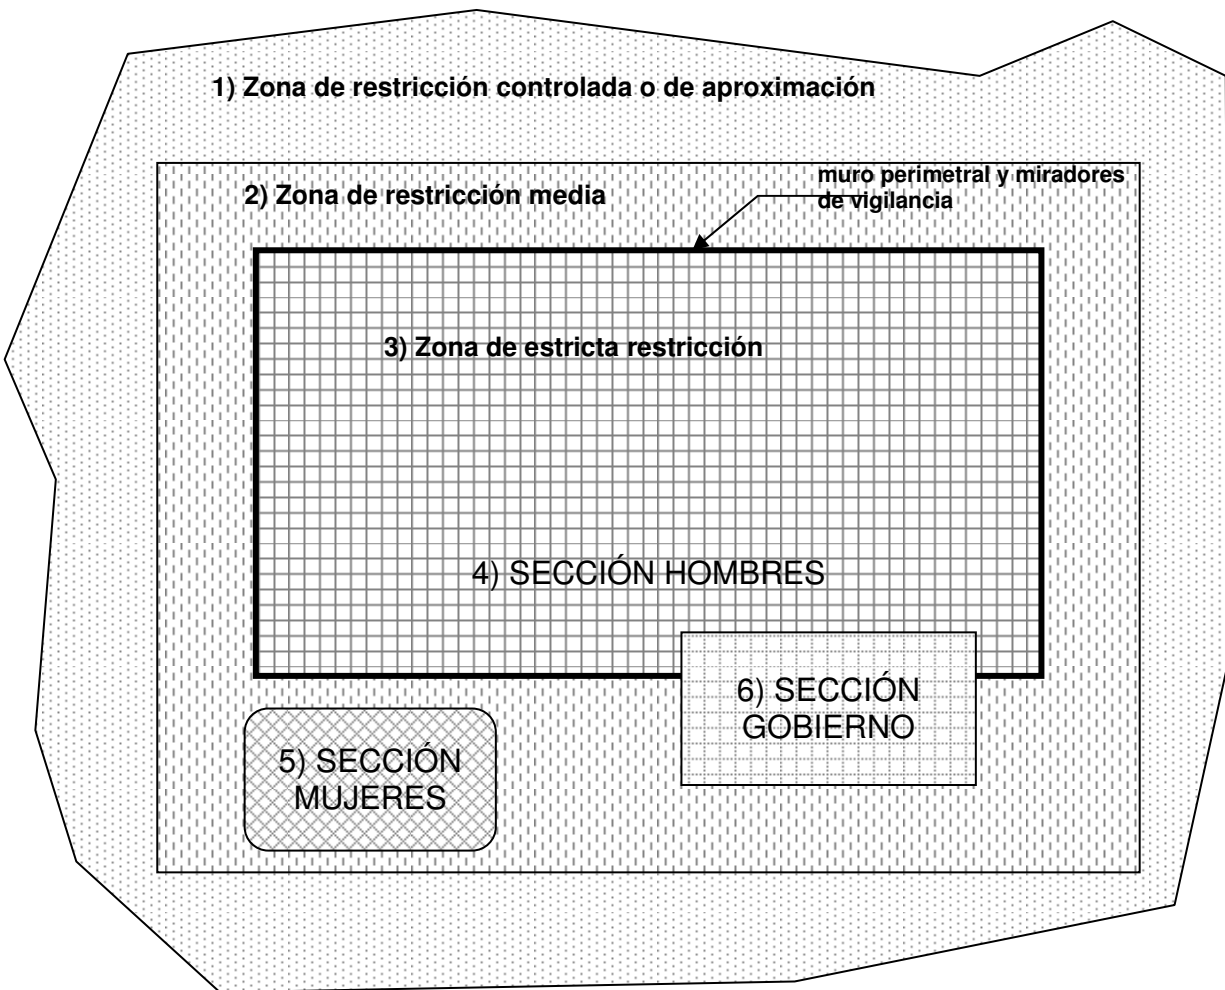 1) Zona de restricción controlada o de aproximación
muro perimetral y miradores
de vigilancia
2) Zona de restricción media
3) Zona de estricta restricción
4) SECCIÓN HOMBRES
6) SECCIÓN
GOBIERNO
5) SECCIÓN
MUJERES